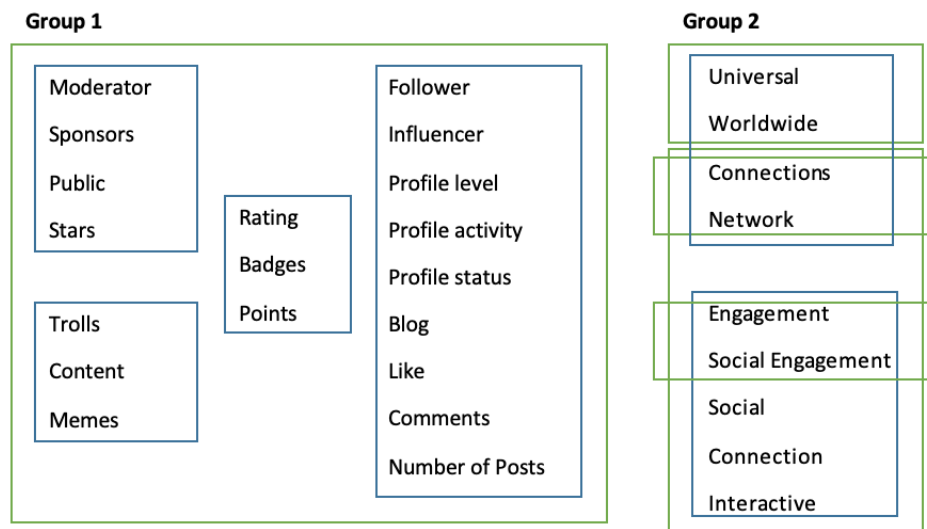 Group 1
Moderator
Sponsors
Public
Stars
Trolls
Content
Memes
Rating
Badges
Points
Follower
Influencer
Profile level
Profile activity
Profile status
Blog
Like
Comments
Number of Posts
Group 2
Universal
Worldwide
Connections
Network
Engagement
Social Engagement
Social
Connection
Interactive